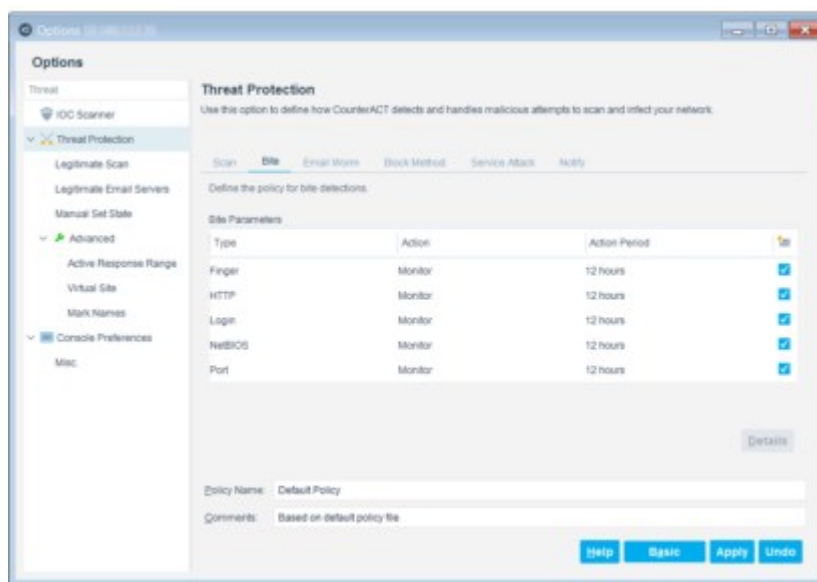 Options
Options
Threat
IOC Scanner
Threat Protection
Legitimate Scan
Legitimate Email Servers
Manual Set State
Advanced
Active Response Range
Virtual Site
Mark Names
Console Preferences
Misc.
Threat Protection
Use this option to define how CounterACT detects and handles malicious attempts to scan and infect your network.
Scan Bite Email Worm Block Method Service Attack Notify
Define the policy for bite detections.
Bite Parameters
Type Action Action Period
Finger Monitor 12 hours
HTTP Monitor 12 hours
Login Monitor 12 hours
NetBIOS Monitor 12 hours
Port Monitor 12 hours
Details
Policy Name: Default Policy
Comments: Based on default policy file
Help Basic Apply Undo